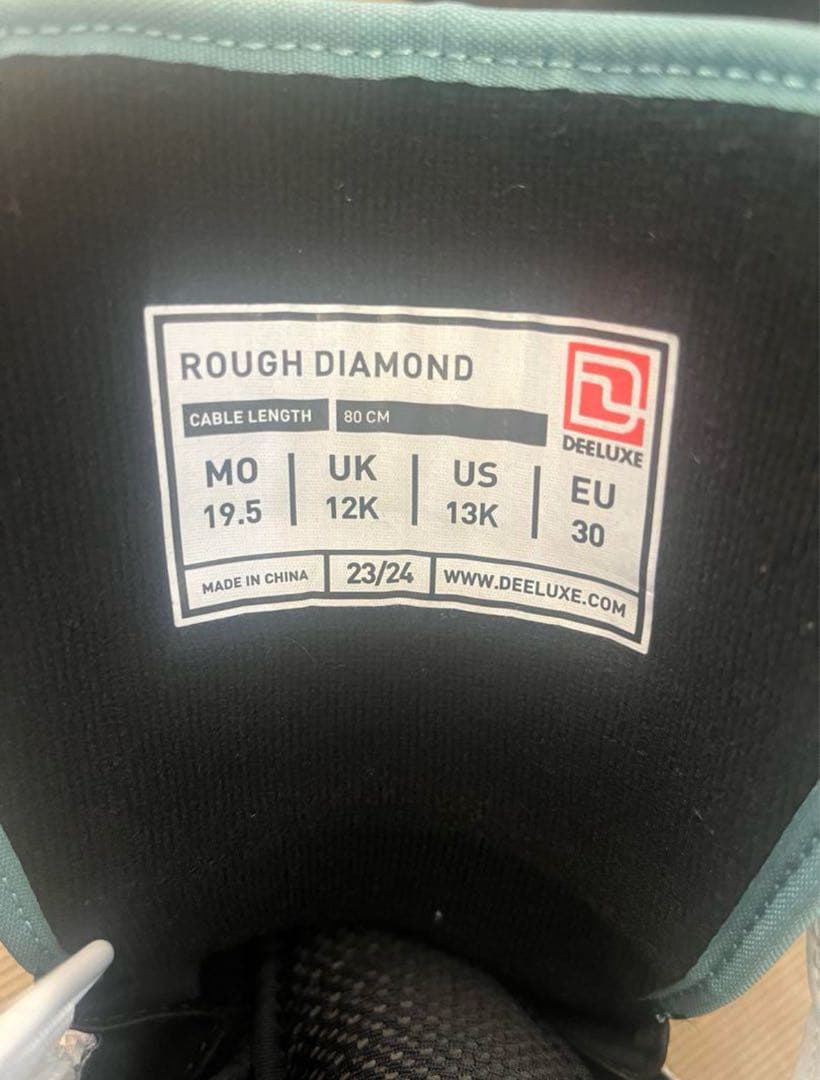 ROUGH DIAMOND
CABLE LENGTH 80 CM
DEELUXE
MO UK US EU
19.5 12K 13K 30
MADE IN CHINA 23/24 WWW.DEELUXE.COM